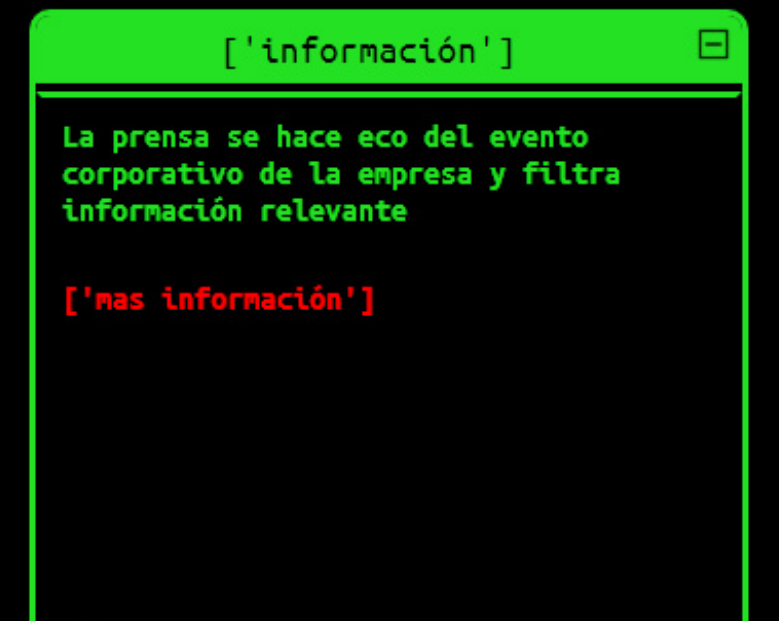 ['información']
La prensa se hace eco del evento
corporativo de la empresa y filtra
información relevante
['mas información']